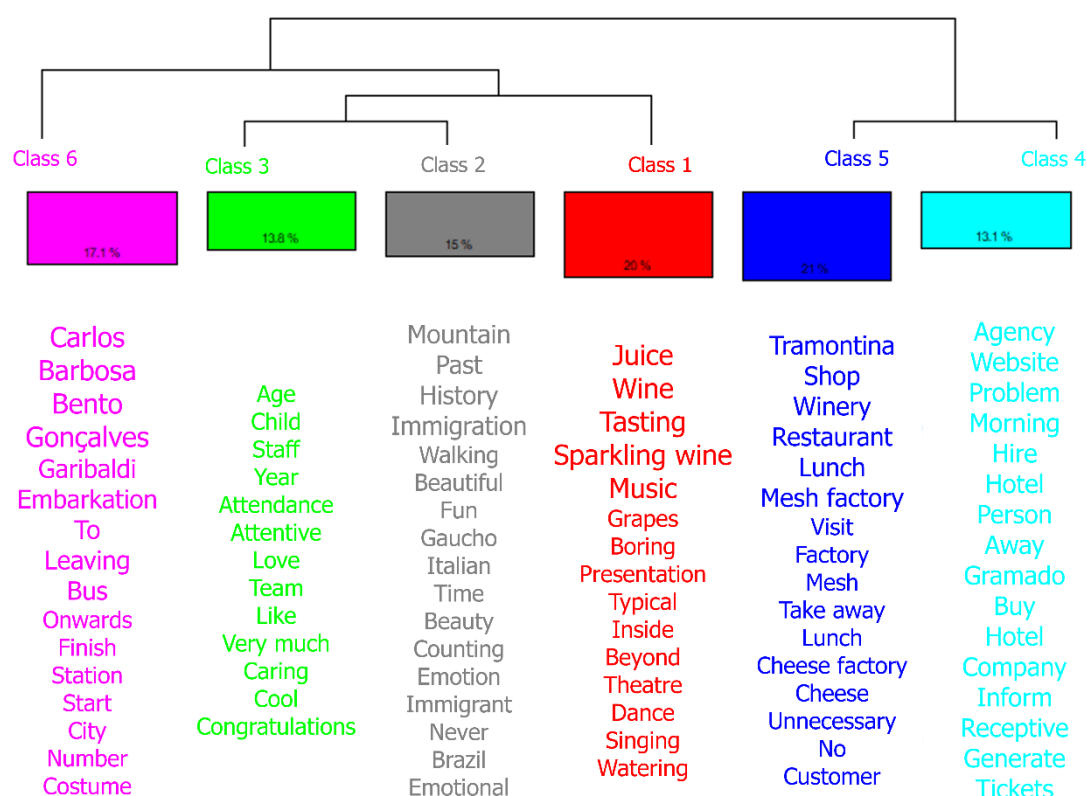 Class 6
Class 3
Class 2
Class 1
Class 5
Class 4
17.1 %
13.8 %
15 %
20 %
21 %
13.1 %
Carlos
Barbosa
Bento
Gonçalves
Garibaldi
Embarkation
To
Leaving
Bus
Onwards
Finish
Station
Start
City
Number
Costume
Age
Child
Staff
Year
Attendance
Attentive
Love
Team
Like
Very much
Caring
Cool
Congratulations
Mountain
Past
History
Immigration
Walking
Beautiful
Fun
Gaucho
Italian
Time
Beauty
Counting
Emotion
Immigrant
Never
Brazil
Emotional
Juice
Wine
Tasting
Sparkling wine
Music
Grapes
Boring
Presentation
Typical
Inside
Beyond
Theatre
Dance
Singing
Watering
Tramontina
Shop
Winery
Restaurant
Lunch
Mesh factory
Visit
Factory
Mesh
Take away
Lunch
Cheese factory
Cheese
Unnecessary
No
Customer
Agency
Website
Problem
Morning
Hire
Hotel
Person
Away
Gramado
Buy
Hotel
Company
Inform
Receptive
Generate
Tickets